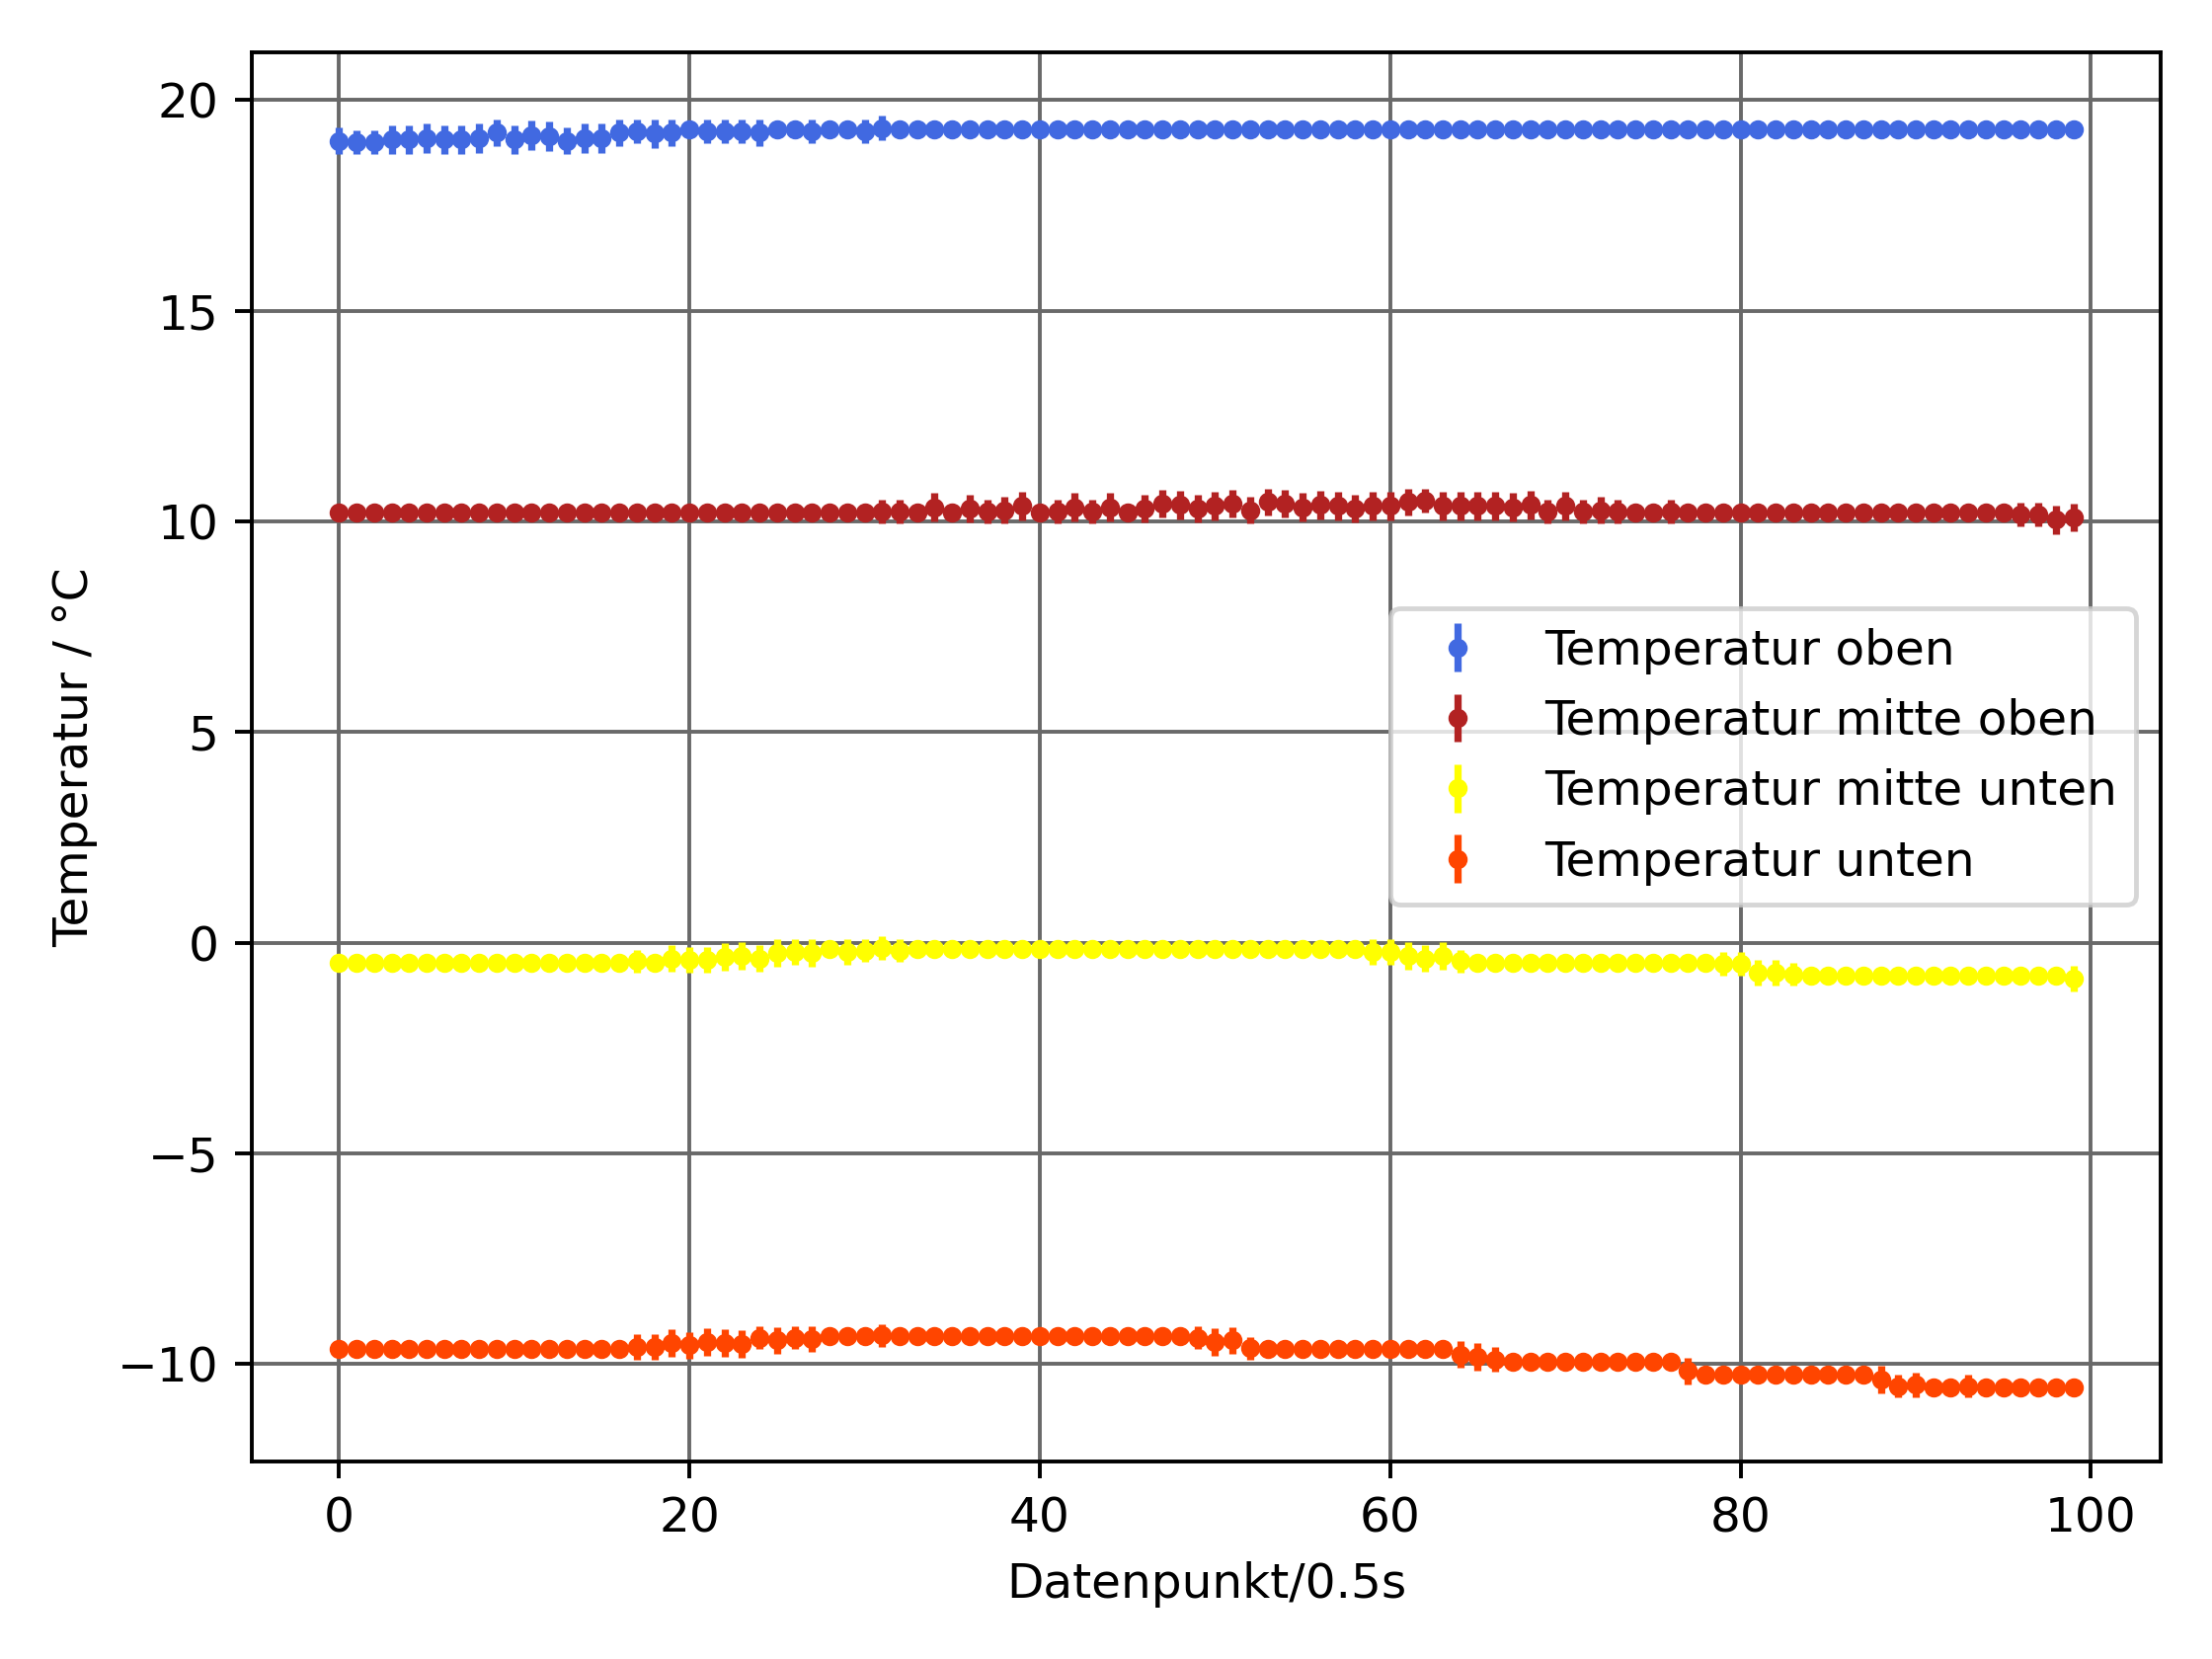 20
15
10
5
0
−5
−10
Temperatur / °C
Temperatur oben
Temperatur mitte oben
Temperatur mitte unten
Temperatur unten
0 20 40 60 80 100
Datenpunkt/0.5s